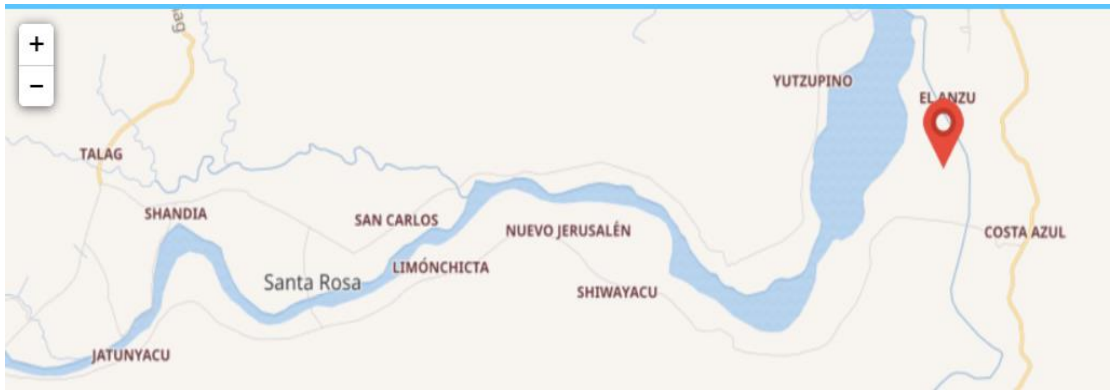 +
−
YUTZUPINO
EL ANZU
TALAG
SHANDIA
SAN CARLOS
NUEVO JERUSALÉN
COSTA AZUL
LIMÓNCHICTA
Santa Rosa
SHIWAYACU
JATUNYACU